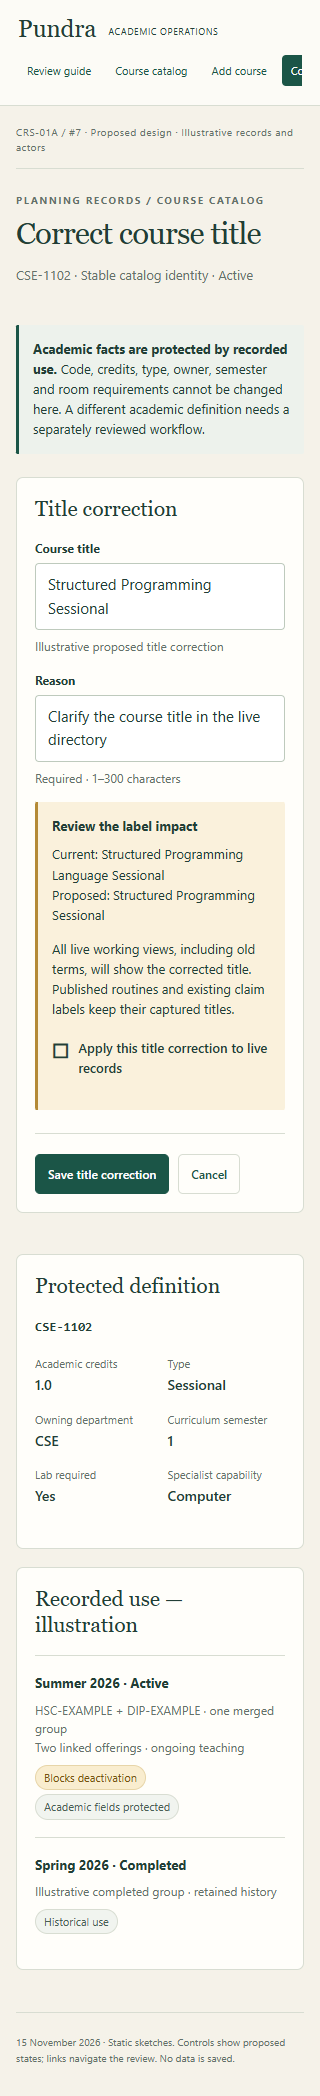 Pundra ACADEMIC OPERATIONS
Review guide Course catalog Add course Co
CRS-01A / #7 · Proposed design · Illustrative records and
actors
PLANNING RECORDS / COURSE CATALOG
Correct course title
CSE-1102 · Stable catalog identity · Active
Academic facts are protected by recorded
use. Code, credits, type, owner, semester
and room requirements cannot be changed
here. A different academic definition needs a
separately reviewed workflow.
Title correction
Course title
Structured Programming
Sessional
Illustrative proposed title correction
Reason
Clarify the course title in the live
directory
Required · 1–300 characters
Review the label impact
Current: Structured Programming
Language Sessional
Proposed: Structured Programming
Sessional
All live working views, including old
terms, will show the corrected title.
Published routines and existing claim
labels keep their captured titles.
Apply this title correction to live
records
Save title correction Cancel
Protected definition
CSE-1102
Academic credits Type
1.0 Sessional
Owning department Curriculum semester
CSE 1
Lab required Specialist capability
Yes Computer
Recorded use —
illustration
Summer 2026 · Active
HSC-EXAMPLE + DIP-EXAMPLE · one merged
group
Two linked offerings · ongoing teaching
Blocks deactivation
Academic fields protected
Spring 2026 · Completed
Illustrative completed group · retained history
Historical use
15 November 2026 · Static sketches. Controls show proposed
states; links navigate the review. No data is saved.